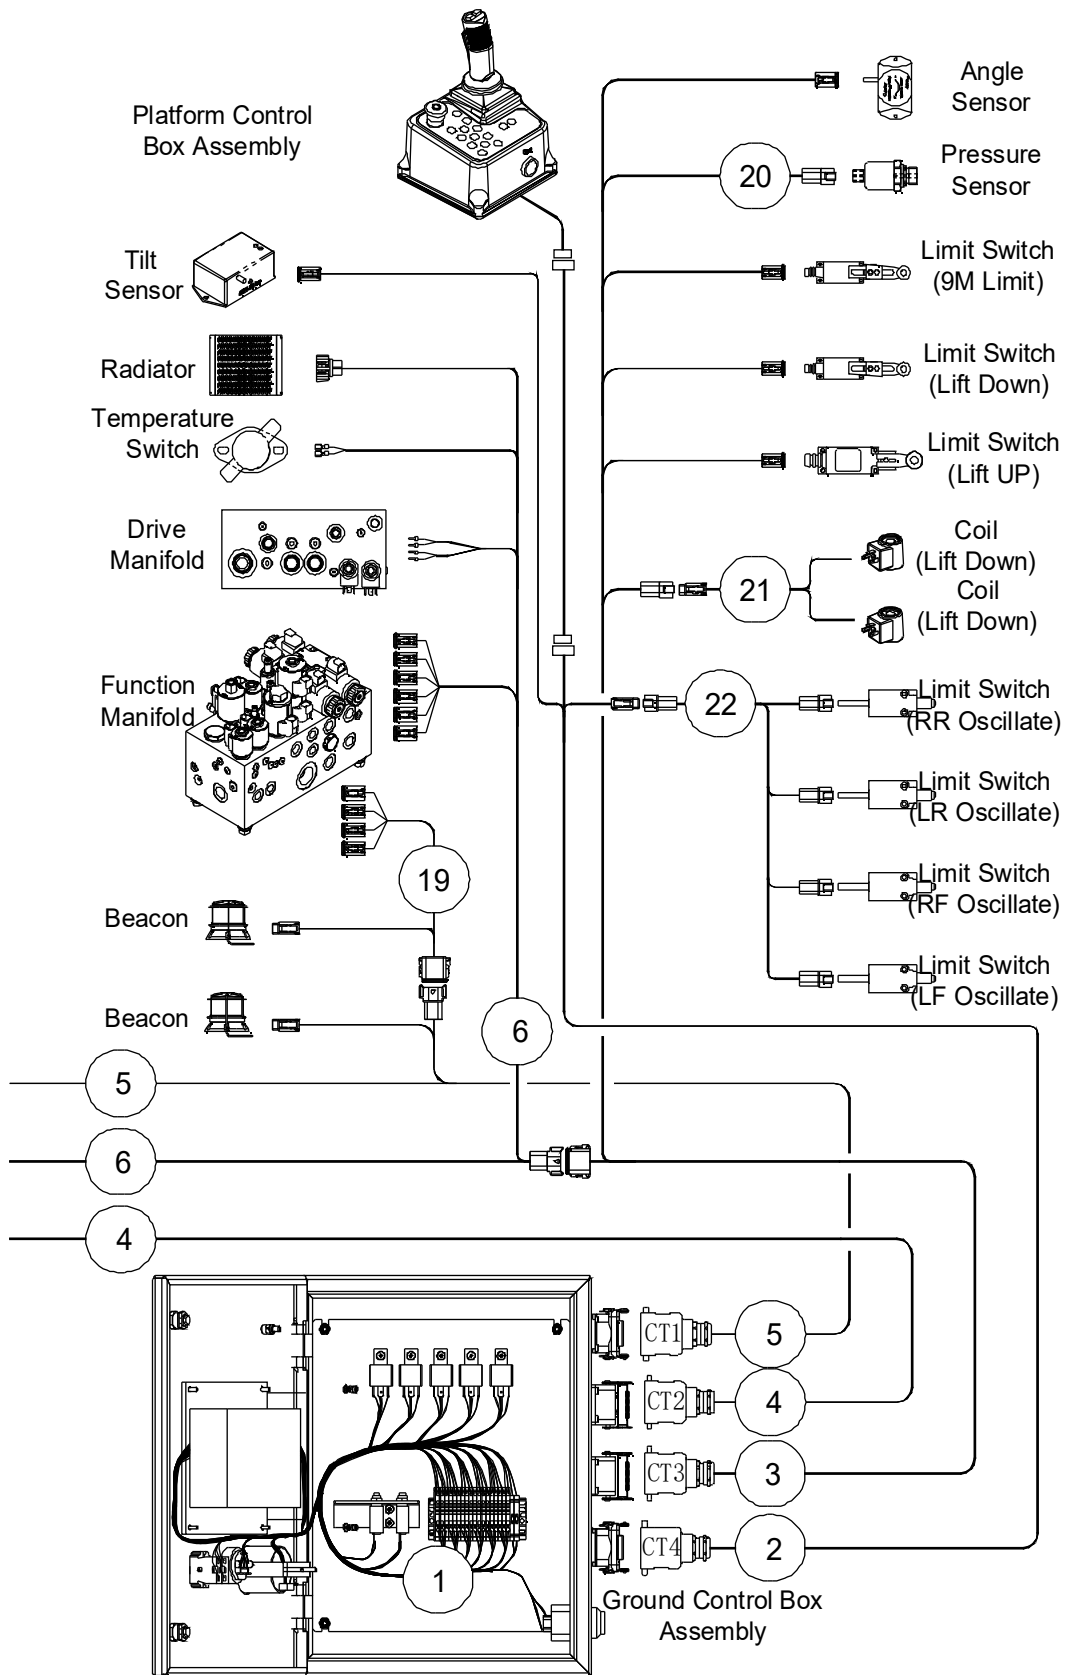 Platform Control
Box Assembly
Angle
Sensor
20
Pressure
Sensor
Tilt
Sensor
Limit Switch
(9M Limit)
Radiator
Limit Switch
(Lift Down)
Temperature
Switch
Limit Switch
(Lift UP)
Drive
Manifold
Coil
(Lift Down)
21
Coil
(Lift Down)
Function
Manifold
22
Limit Switch
(RR Oscillate)
Limit Switch
(LR Oscillate)
19
Limit Switch
(RF Oscillate)
Beacon
Limit Switch
(LF Oscillate)
Beacon
6
5
6
4
CT1
5
CT2
4
CT3
3
CT4
2
1
Ground Control Box
Assembly